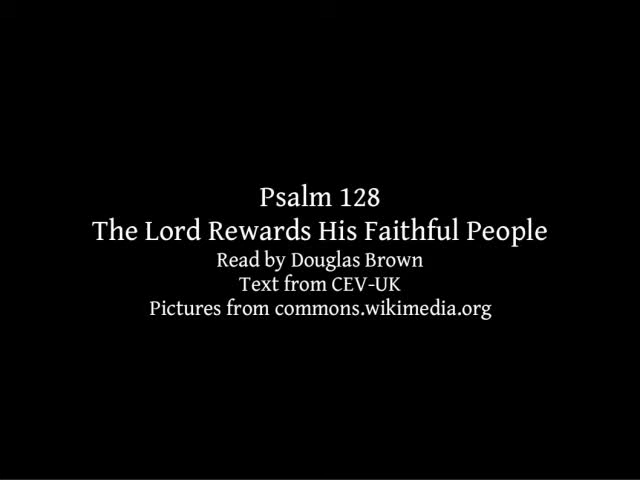 Psalm 128
The Lord Rewards His Faithful People
Read by Douglas Brown
Text from CEV-UK
Pictures from commons.wikimedia.org